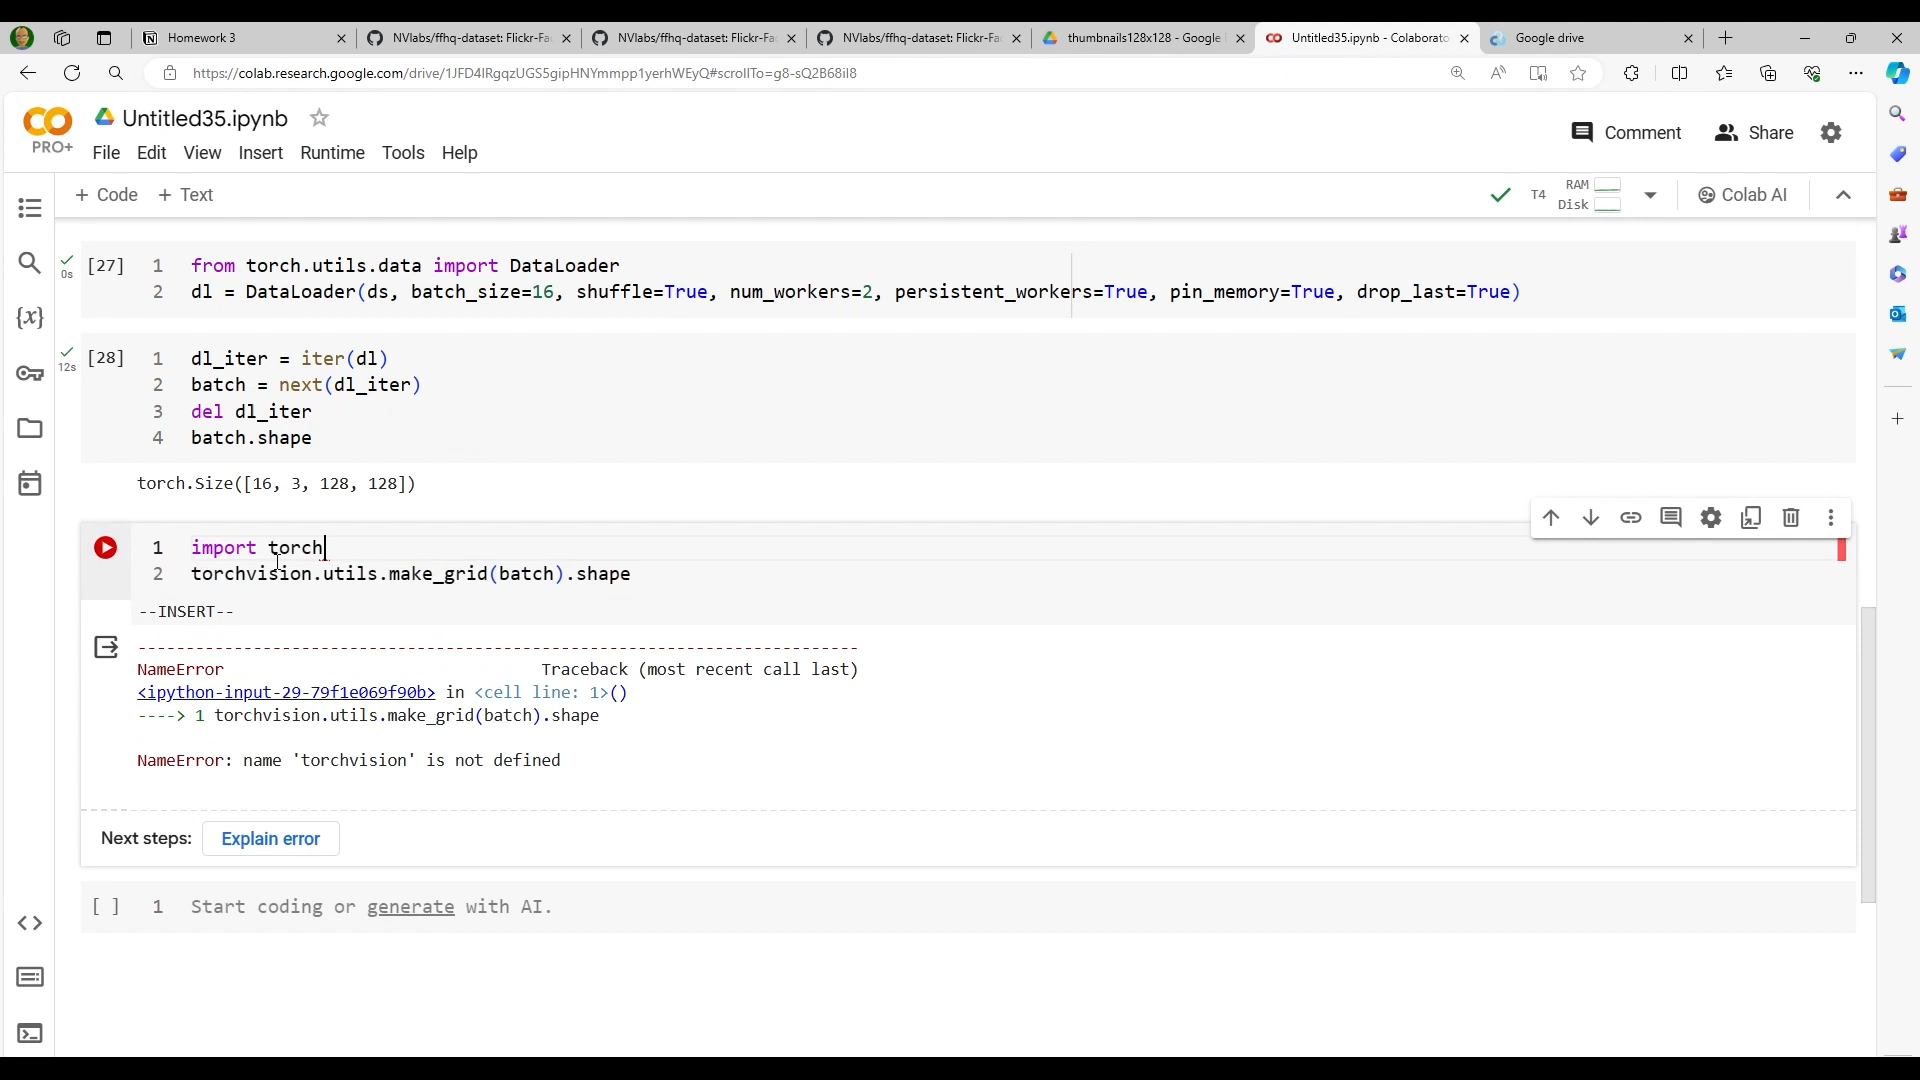 Homework 3
NVlabs/ffhq-dataset: Flickr-Fa
NVlabs/ffhq-dataset: Flickr-Fa
NVlabs/ffhq-dataset: Flickr-Fa
thumbnails128x128 - Google
Untitled35.ipynb - Colaborato
Google drive
https://colab.research.google.com/drive/1JFD4lRgqzUGS5gipHNYmmpp1yerhWEyQ#scrollTo=g8-sQ2B68il8
PRO+
Untitled35.ipynb
File Edit View Insert Runtime Tools Help
Comment
Share
+ Code + Text
T4
RAM
Disk
Colab AI
0s
[27]
1 from torch.utils.data import DataLoader
2 dl = DataLoader(ds, batch_size=16, shuffle=True, num_workers=2, persistent_workers=True, pin_memory=True, drop_last=True)
12s
[28]
1 dl_iter = iter(dl)
2 batch = next(dl_iter)
3 del dl_iter
4 batch.shape
torch.Size([16, 3, 128, 128])
1 import torch
2 torchvision.utils.make_grid(batch).shape
--INSERT--
---------------------------------------------------------------------------
NameError Traceback (most recent call last)
<ipython-input-29-79f1e069f90b> in <cell line: 1>()
----> 1 torchvision.utils.make_grid(batch).shape
NameError: name 'torchvision' is not defined
Next steps: Explain error
[ ] 1 Start coding or generate with AI.